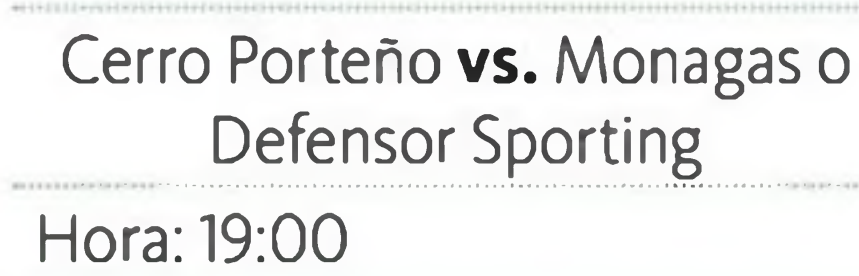 Cerro Porteño vs. Monagas o
Defensor Sporting
Hora: 19:00